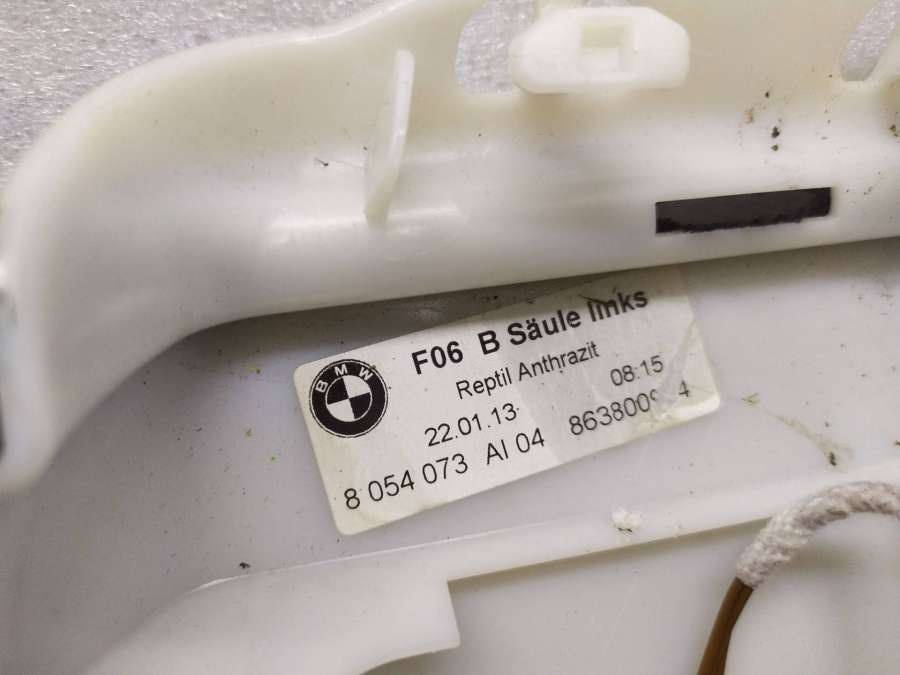 BMW
F06 B Säule links
Reptil Anthrazit
22.01.13 08:15
8 054 073 AI 04